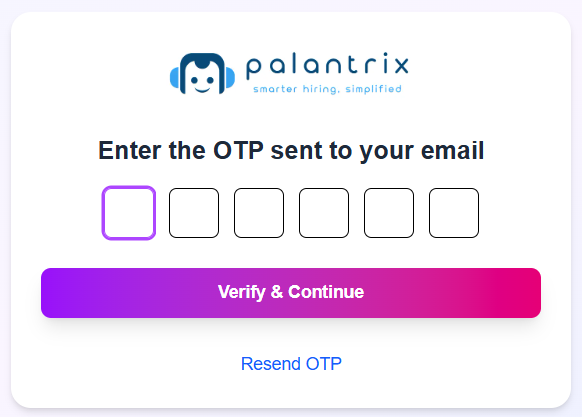 palantrix
smarter hiring, simplified
Enter the OTP sent to your email
Verify & Continue
Resend OTP